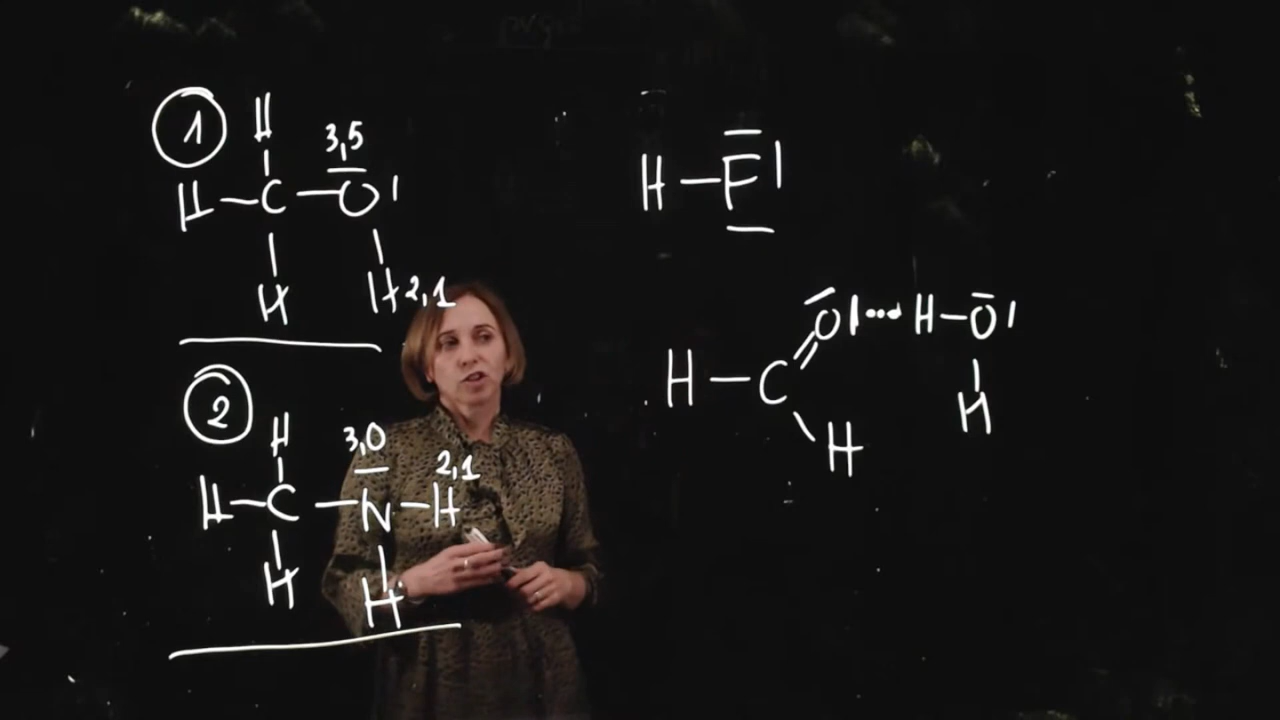 1
H
3,5
H-C-O
H H 2,1
2
H
3,0 2,1
H-C-N-H
H H
H-F
O•••H-O
H-C H
H